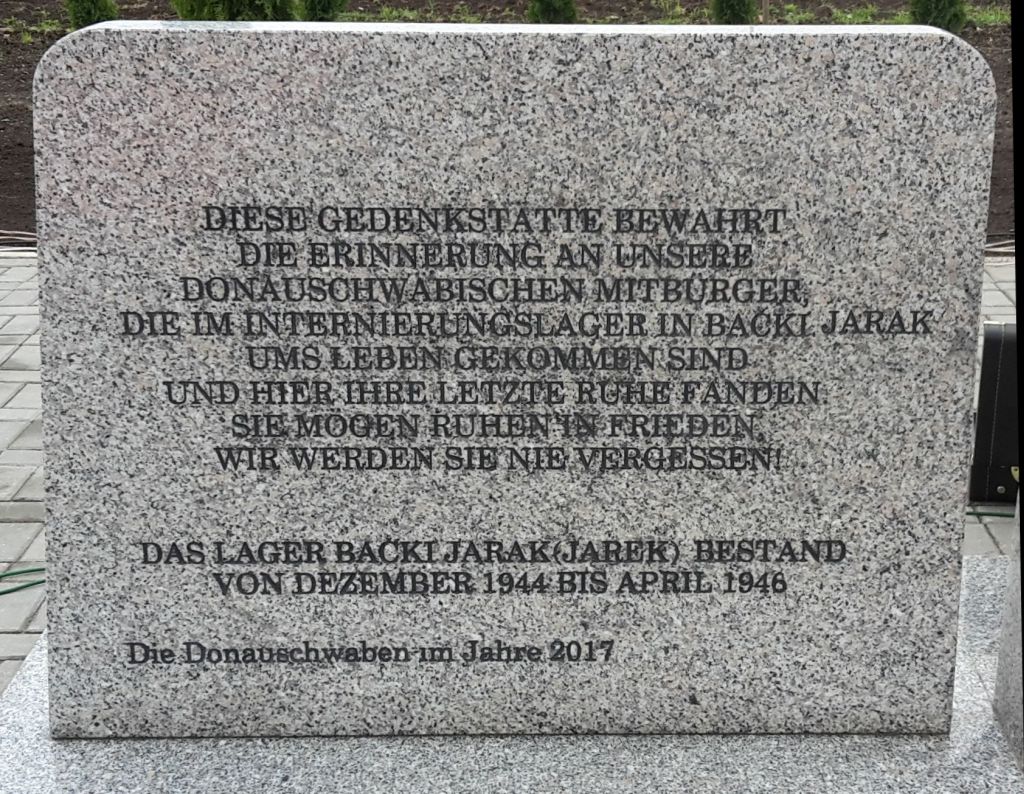 DIESE GEDENKSTÄTTE BEWAHRT
DIE ERINNERUNG AN UNSERE
DONAUSCHWÄBISCHEN MITBÜRGER,
DIE IM INTERNIERUNGSLAGER IN BAČKI JARAK
UMS LEBEN GEKOMMEN SIND
UND HIER IHRE LETZTE RUHE FANDEN
SIE MÖGEN RUHEN IN FRIEDEN.
WIR WERDEN SIE NIE VERGESSEN!
DAS LAGER BAČKI JARAK(JAREK) BESTAND
VON DEZEMBER 1944 BIS APRIL 1946
Die Donauschwaben im Jahre 2017